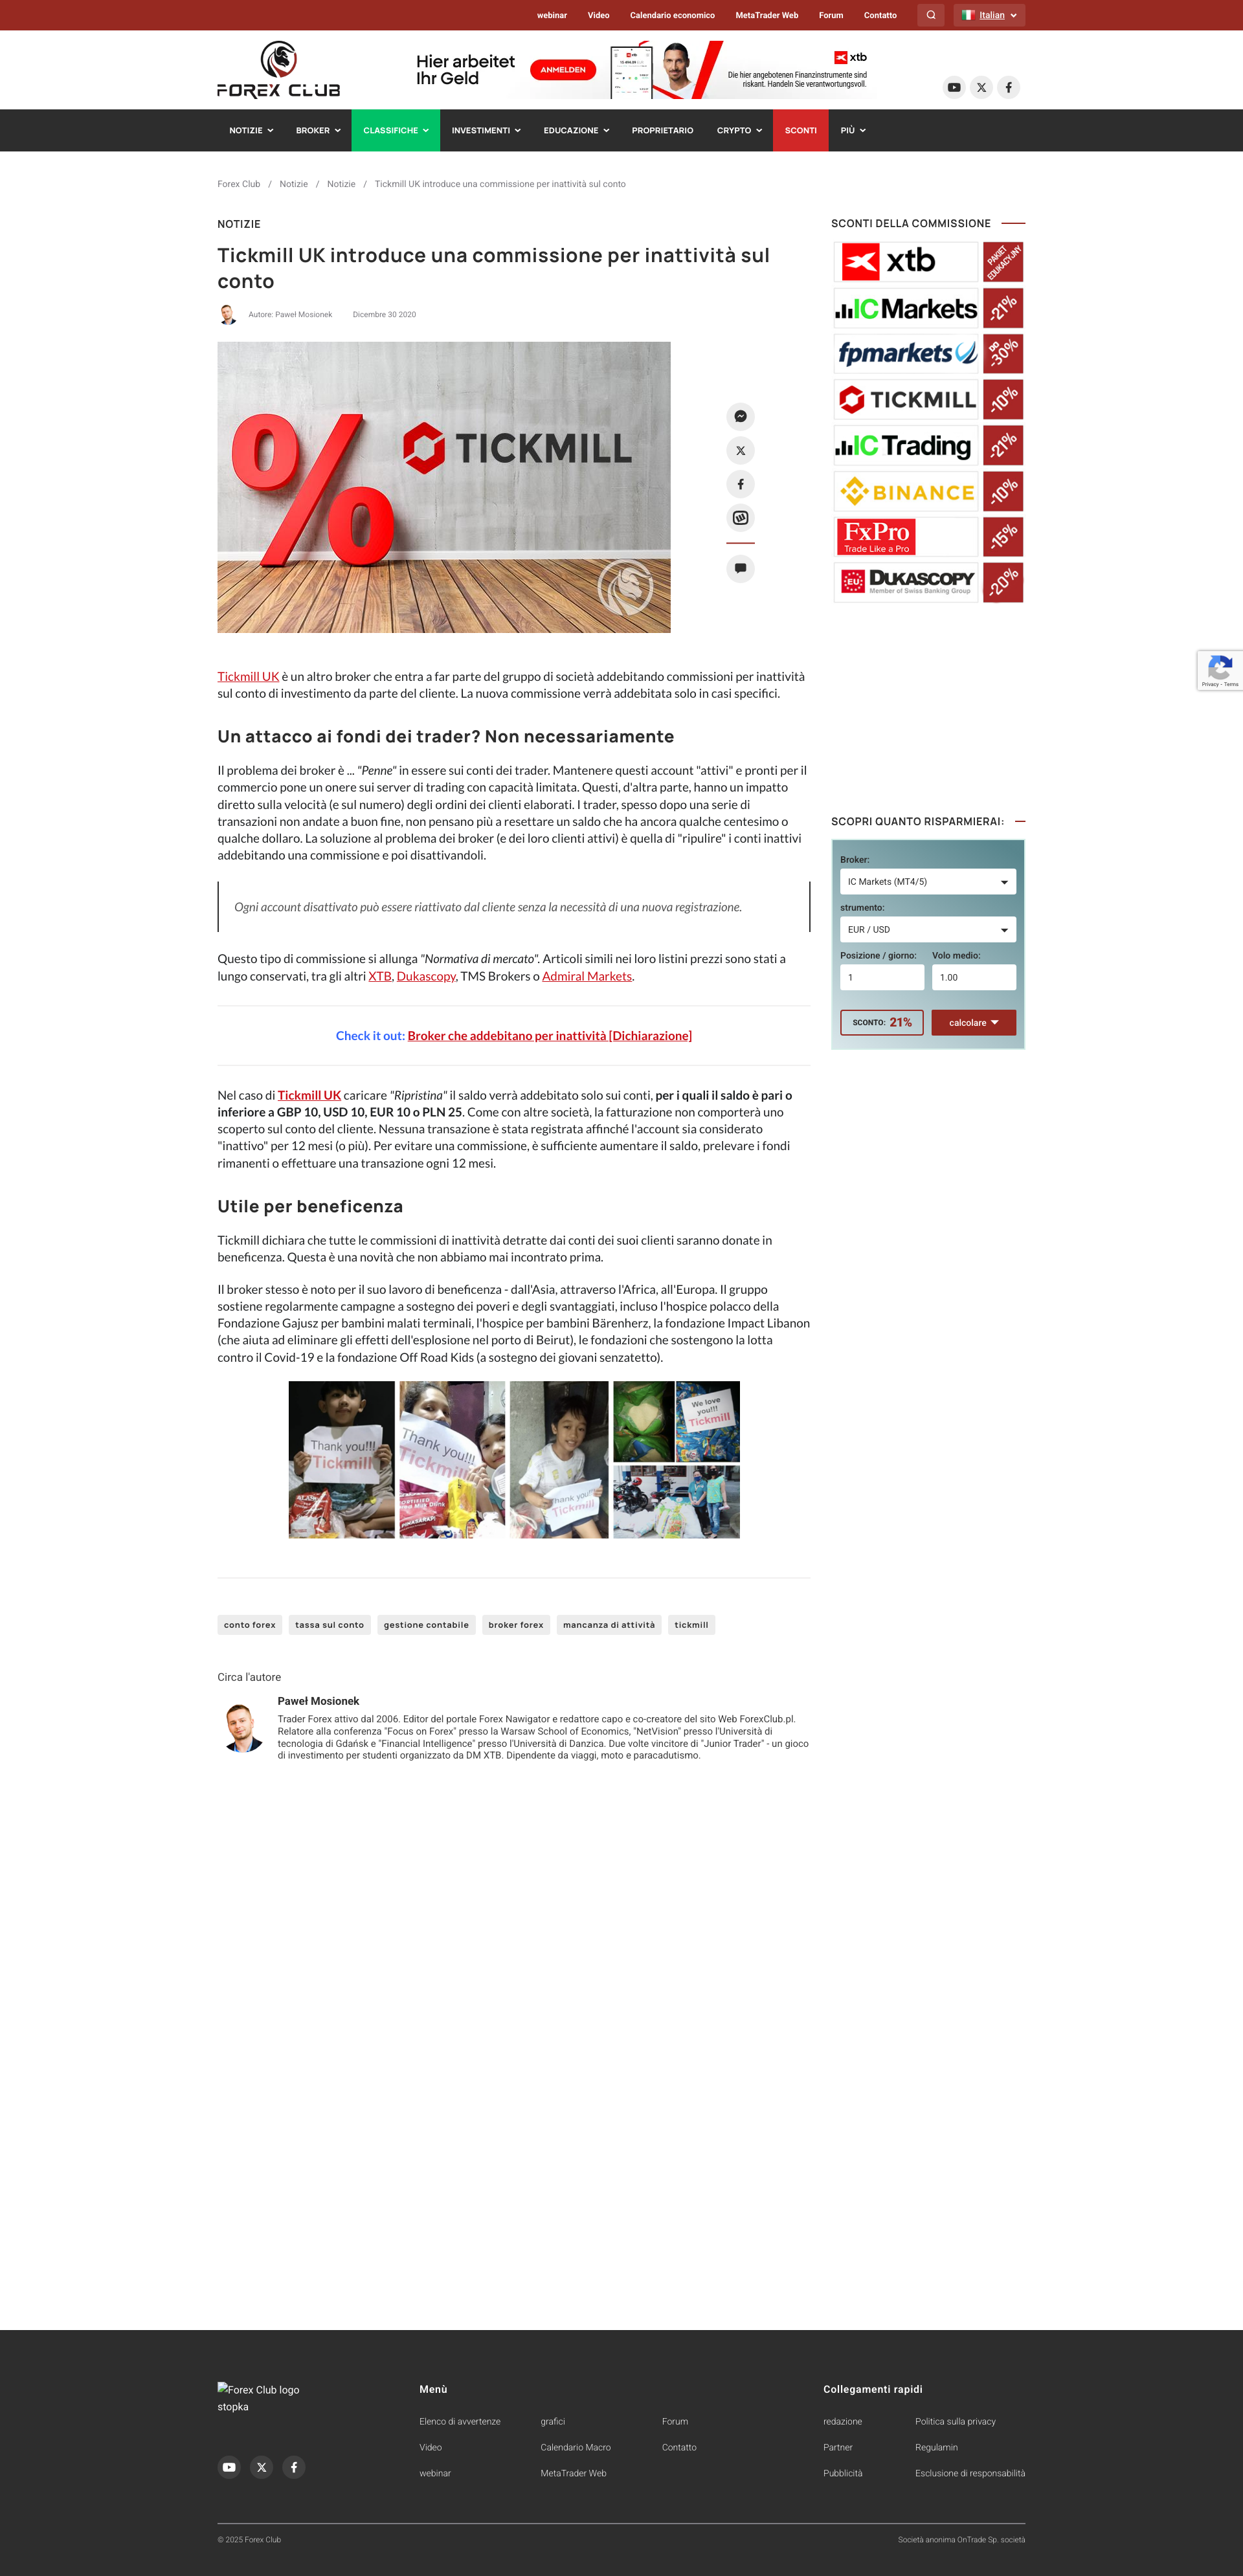 webinar Video Calendario economico MetaTrader Web Forum Contatto Italian
FOREX CLUB
Hier arbeitet
Ihr Geld
ANMELDEN
xtb
Die hier angebotenen Finanzinstrumente sind
riskant. Handeln Sie verantwortungsvoll.
NOTIZIE BROKER CLASSIFICHE INVESTIMENTI EDUCAZIONE PROPRIETARIO CRYPTO SCONTI PIÙ
Forex Club / Notizie / Notizie / Tickmill UK introduce una commissione per inattività sul conto
NOTIZIE
Tickmill UK introduce una commissione per inattività sul
conto
Autore: Paweł Mosionek Dicembre 30 2020
% TICKMILL
Tickmill UK è un altro broker che entra a far parte del gruppo di società addebitando commissioni per inattività
sul conto di investimento da parte del cliente. La nuova commissione verrà addebitata solo in casi specifici.
Un attacco ai fondi dei trader? Non necessariamente
Il problema dei broker è ... "Penne" in essere sui conti dei trader. Mantenere questi account "attivi" e pronti per il
commercio pone un onere sui server di trading con capacità limitata. Questi, d'altra parte, hanno un impatto
diretto sulla velocità (e sul numero) degli ordini dei clienti elaborati. I trader, spesso dopo una serie di
transazioni non andate a buon fine, non pensano più a resettare un saldo che ha ancora qualche centesimo o
qualche dollaro. La soluzione al problema dei broker (e dei loro clienti attivi) è quella di "ripulire" i conti inattivi
addebitando una commissione e poi disattivandoli.
Ogni account disattivato può essere riattivato dal cliente senza la necessità di una nuova registrazione.
Questo tipo di commissione si allunga "Normativa di mercato". Articoli simili nei loro listini prezzi sono stati a
lungo conservati, tra gli altri XTB, Dukascopy, TMS Brokers o Admiral Markets.
Check it out: Broker che addebitano per inattività [Dichiarazione]
Nel caso di Tickmill UK caricare "Ripristina" il saldo verrà addebitato solo sui conti, per i quali il saldo è pari o
inferiore a GBP 10, USD 10, EUR 10 o PLN 25. Come con altre società, la fatturazione non comporterà uno
scoperto sul conto del cliente. Nessuna transazione è stata registrata affinché l'account sia considerato
"inattivo" per 12 mesi (o più). Per evitare una commissione, è sufficiente aumentare il saldo, prelevare i fondi
rimanenti o effettuare una transazione ogni 12 mesi.
Utile per beneficenza
Tickmill dichiara che tutte le commissioni di inattività detratte dai conti dei suoi clienti saranno donate in
beneficenza. Questa è una novità che non abbiamo mai incontrato prima.
Il broker stesso è noto per il suo lavoro di beneficenza - dall'Asia, attraverso l'Africa, all'Europa. Il gruppo
sostiene regolarmente campagne a sostegno dei poveri e degli svantaggiati, incluso l'hospice polacco della
Fondazione Gajusz per bambini malati terminali, l'hospice per bambini Bärenherz, la fondazione Impact Libanon
(che aiuta ad eliminare gli effetti dell'esplosione nel porto di Beirut), le fondazioni che sostengono la lotta
contro il Covid-19 e la fondazione Off Road Kids (a sostegno dei giovani senzatetto).
Thank you!!!
Tickmill
Thank you!!!
Tickmill
Thank you!!!
Tickmill
We love
you!!!
Tickmill
conto forex tassa sul conto gestione contabile broker forex mancanza di attività tickmill
Circa l'autore
Paweł Mosionek
Trader Forex attivo dal 2006. Editor del portale Forex Nawigator e redattore capo e co-creatore del sito Web ForexClub.pl.
Relatore alla conferenza "Focus on Forex" presso la Warsaw School of Economics, "NetVision" presso l'Università di
tecnologia di Gdańsk e "Financial Intelligence" presso l'Università di Danzica. Due volte vincitore di "Junior Trader" - un gioco
di investimento per studenti organizzato da DM XTB. Dipendente da viaggi, moto e paracadutismo.
SCONTI DELLA COMMISSIONE
xtb PAKIET EDUKACYJNY
IC Markets -21%
fpmarkets DO -30%
TICKMILL -10%
IC Trading -21%
BINANCE -10%
FxPro Trade Like a Pro -15%
EU DUKASCOPY Member of Swiss Banking Group -20%
Privacy - Terms
SCOPRI QUANTO RISPARMIERAI:
Broker:
IC Markets (MT4/5)
strumento:
EUR / USD
Posizione / giorno: Volo medio:
1 1.00
SCONTO: 21% calcolare
Forex Club logo
stopka
Menù
Elenco di avvertenze grafici Forum
Video Calendario Macro Contatto
webinar MetaTrader Web
Collegamenti rapidi
redazione Politica sulla privacy
Partner Regulamin
Pubblicità Esclusione di responsabilità
© 2025 Forex Club Società anonima OnTrade Sp. società